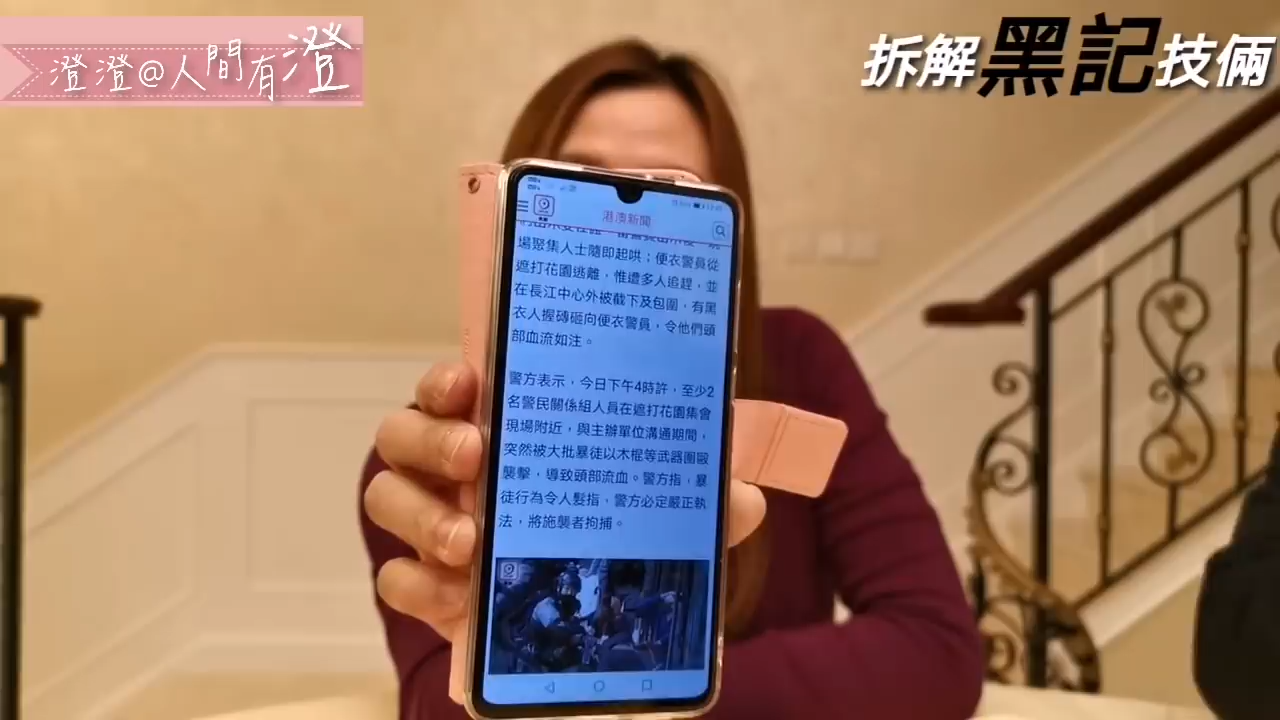 澄澄@人間有澄
拆解黑記技倆
港澳新聞
場聚集人士隨即起哄；便衣警員從
遮打花園逃離，惟遭多人追趕，並
在長江中心外被截下及包圍，有黑
衣人握磚砸向便衣警員，令他們頭
部血流如注。
警方表示，今日下午4時許，至少2
名警民關係組人員在遮打花園集會
現場附近，與主辦單位溝通期間，
突然被大批暴徒以木棍等武器圍毆
襲擊，導致頭部流血。警方指，暴
徒行為令人髮指，警方必定嚴正執
法，將施襲者拘捕。